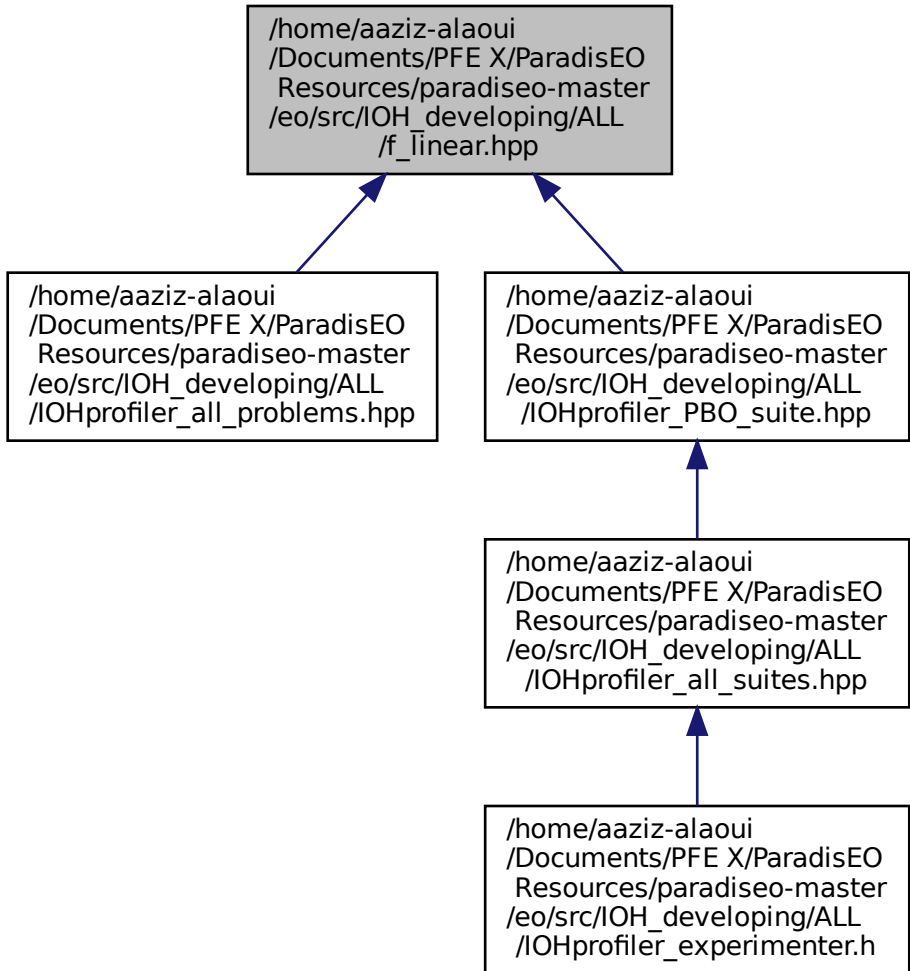 /home/aaziz-alaoui
/Documents/PFE X/ParadisEO
Resources/paradiseo-master
/eo/src/IOH_developing/ALL
/f_linear.hpp
/home/aaziz-alaoui
/Documents/PFE X/ParadisEO
Resources/paradiseo-master
/eo/src/IOH_developing/ALL
/IOHprofiler_all_problems.hpp
/home/aaziz-alaoui
/Documents/PFE X/ParadisEO
Resources/paradiseo-master
/eo/src/IOH_developing/ALL
/IOHprofiler_PBO_suite.hpp
/home/aaziz-alaoui
/Documents/PFE X/ParadisEO
Resources/paradiseo-master
/eo/src/IOH_developing/ALL
/IOHprofiler_all_suites.hpp
/home/aaziz-alaoui
/Documents/PFE X/ParadisEO
Resources/paradiseo-master
/eo/src/IOH_developing/ALL
/IOHprofiler_experimenter.h